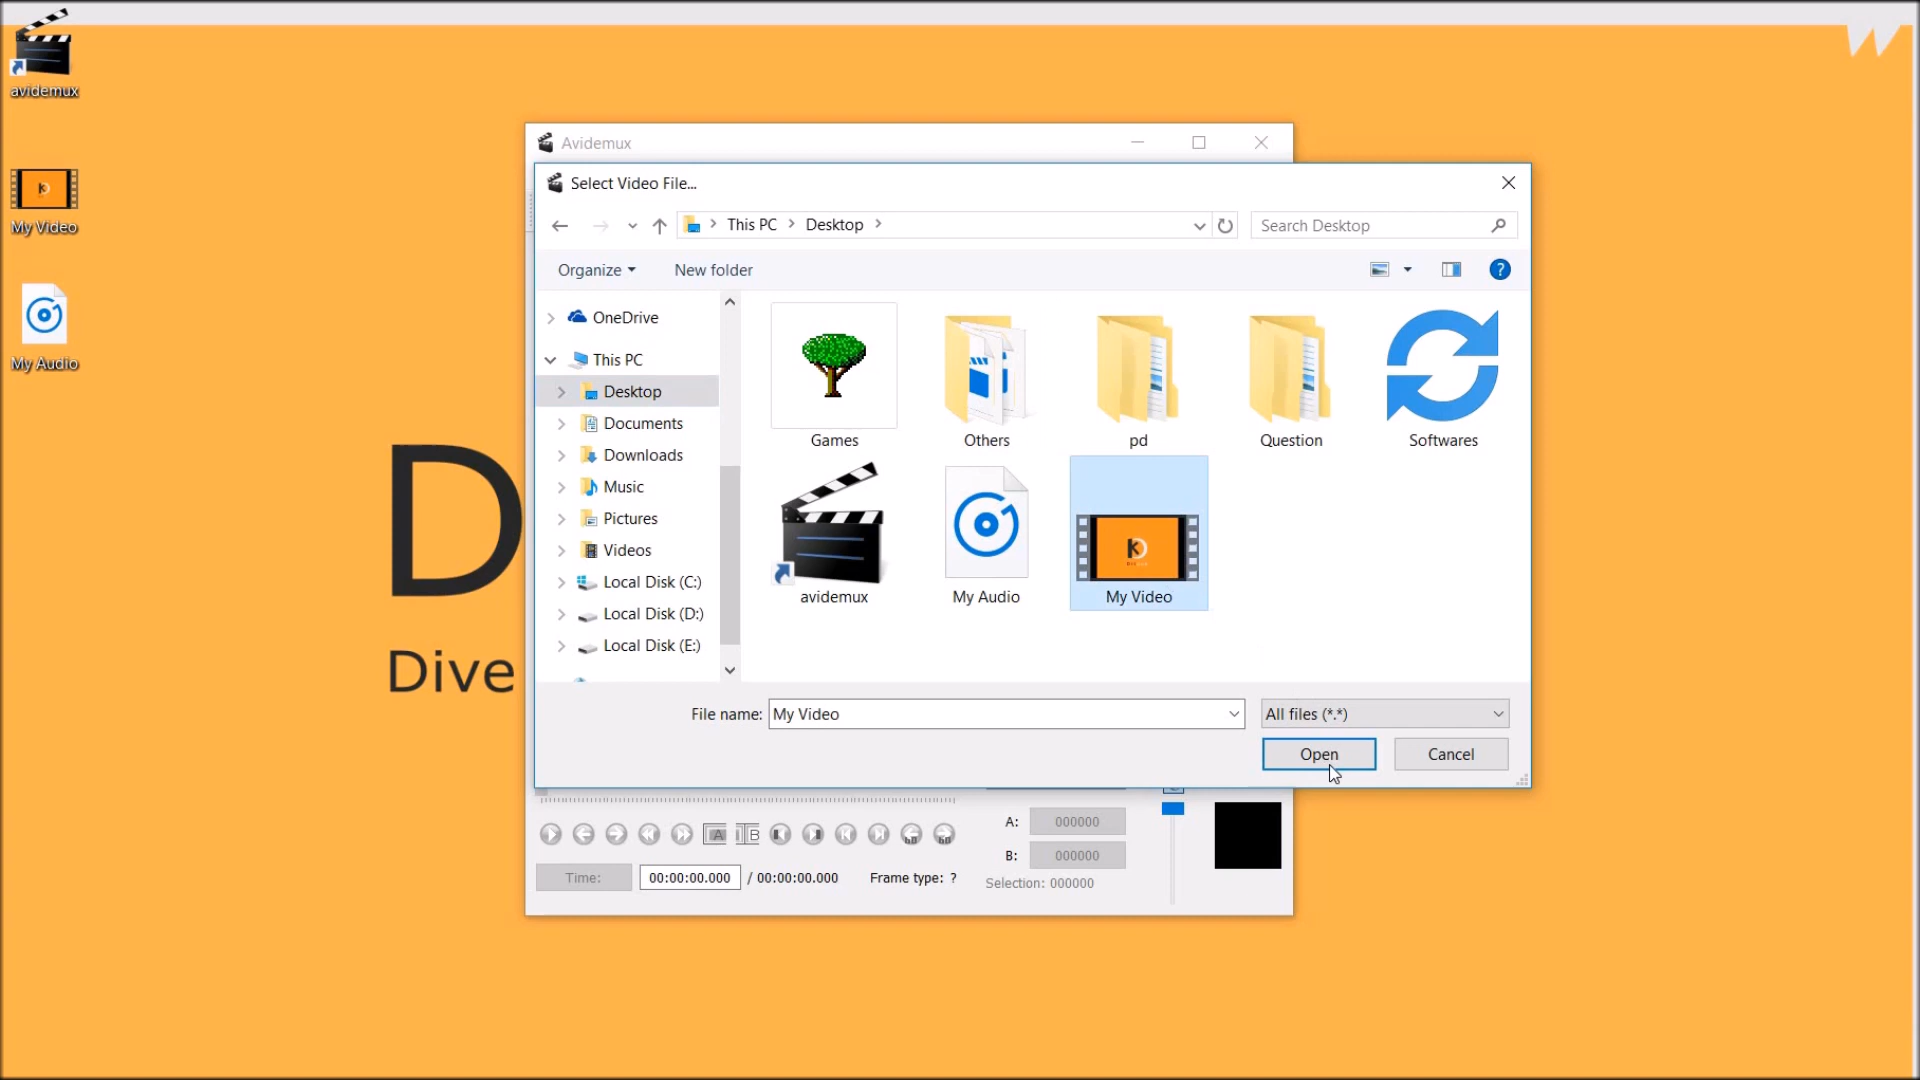 avidemux
My Video
My Audio
W
D
Dive
Avidemux
Select Video File...
This PC
Desktop
Search Desktop
Organize
New folder
?
OneDrive
This PC
Desktop
Documents
Downloads
Music
Pictures
Videos
Local Disk (C:)
Local Disk (D:)
Local Disk (E:)
Games
Others
pd
Question
Softwares
avidemux
My Audio
My Video
File name: My Video
All files (*.*)
Open
Cancel
A
B
60
60
A: 000000
B: 000000
Time: 00:00:00.000 / 00:00:00.000
Frame type: ?
Selection: 000000